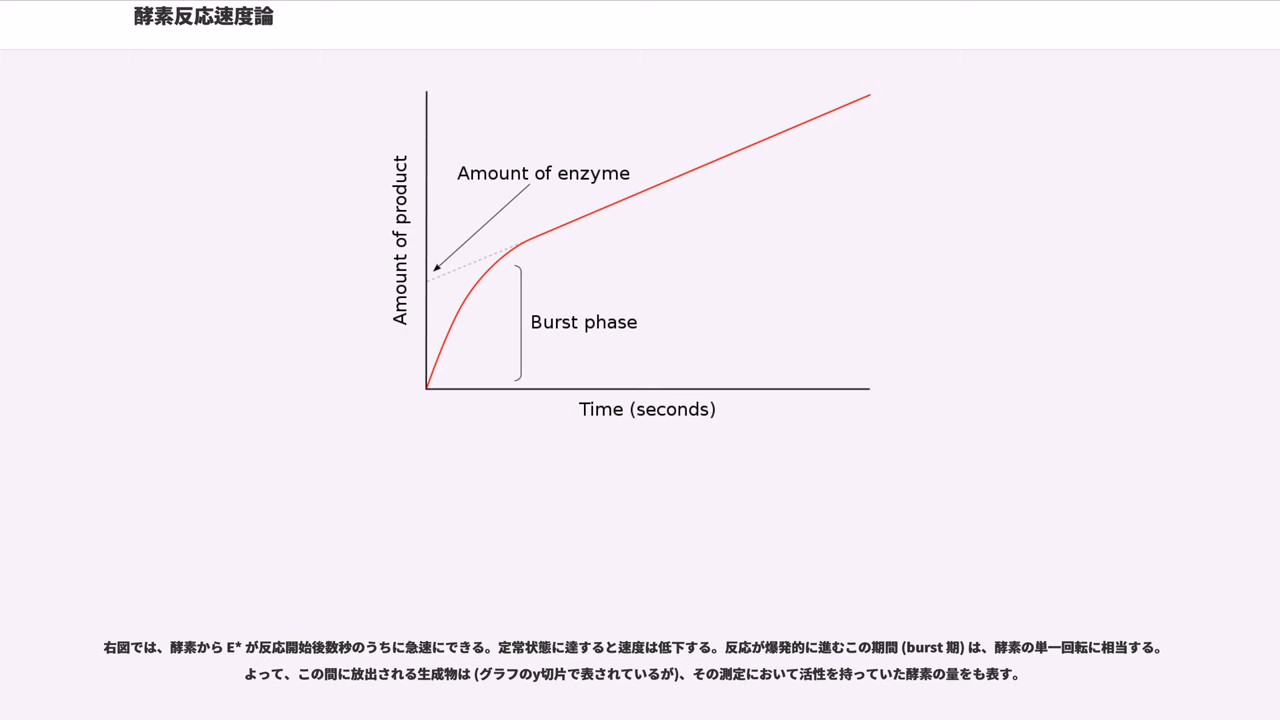 酵素反応速度論
Amount of enzyme
Amount of product
Burst phase
Time (seconds)
右図では、酵素から E* が反応開始後数秒のうちに急速にできる。定常状態に達すると速度は低下する。反応が爆発的に進むこの期間 (burst 期) は、酵素の単一回転に相当する。
よって、この間に放出される生成物は (グラフのy切片で表されているが)、その測定において活性を持っていた酵素の量をも表す。